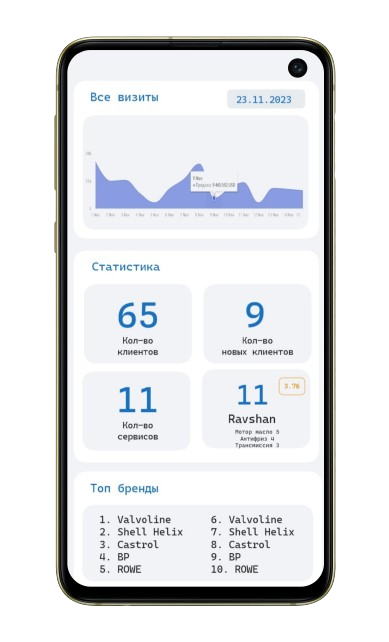 Все визиты
23.11.2023
Статистика
65
Кол-во
клиентов
9
Кол-во
новых клиентов
11
Кол-во
сервисов
11
3.76
Ravshan
Мотор масло 5
Антифриз 4
Трансмиссия 3
Топ бренды
1. Valvoline
2. Shell Helix
3. Castrol
4. BP
5. ROWE
6. Valvoline
7. Shell Helix
8. Castrol
9. BP
10. ROWE